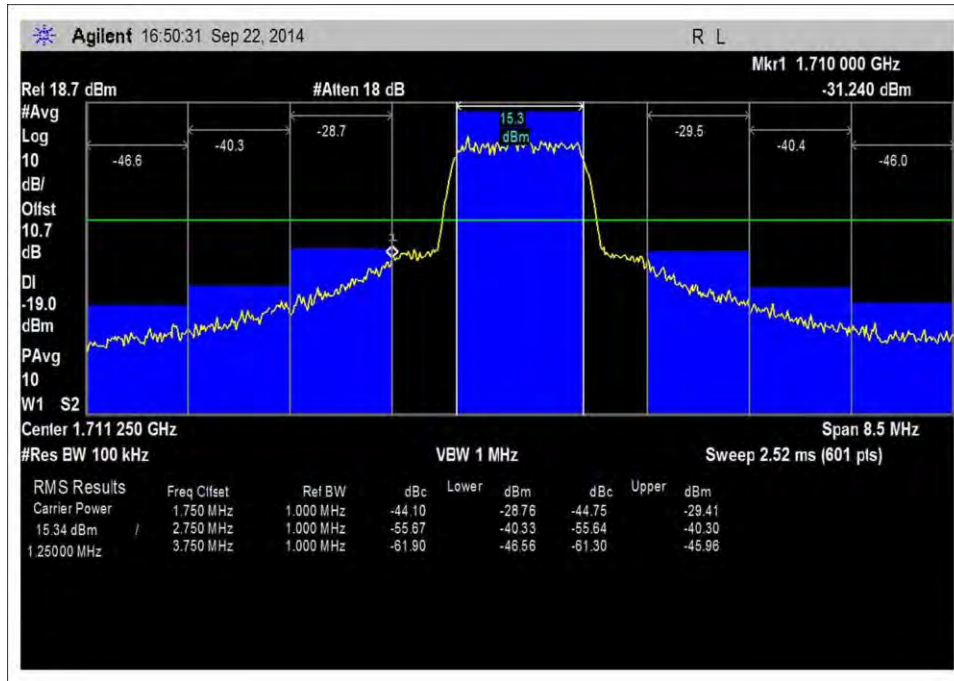 Agilent 16:50:31 Sep 22, 2014 R L
Mkr1 1.710 000 GHz
Rel 18.7 dBm #Atten 18 dB -31.240 dBm
#Avg
Log
10
dB/
Offst
10.7
dB
DI
-19.0
dBm
PAvg
10
W1 S2
15.3
dBm
-46.6 -40.3 -28.7 -29.5 -40.4 -46.0
1
Center 1.711 250 GHz Span 8.5 MHz
#Res BW 100 kHz VBW 1 MHz Sweep 2.52 ms (601 pts)
RMS Results Freq Offset Ref BW dBc Lower dBm dBc Upper dBm
Carrier Power 1.750 MHz 1.000 MHz -44.10 -28.76 -44.75 -29.41
15.34 dBm / 2.750 MHz 1.000 MHz -55.67 -40.33 -55.64 -40.30
1.25000 MHz 3.750 MHz 1.000 MHz -61.90 -46.56 -61.30 -45.96